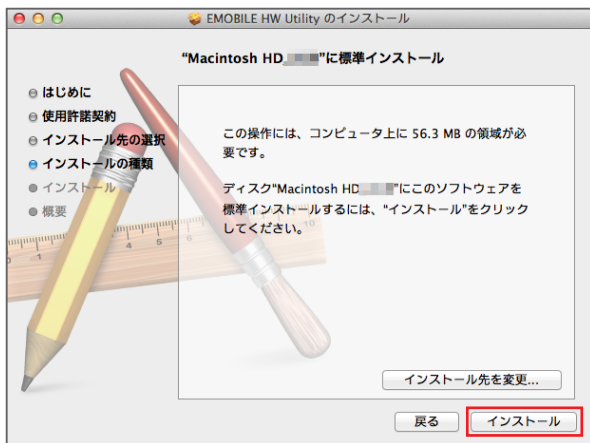 EMOBILE HW Utility のインストール
“Macintosh HD ”に標準インストール
はじめに
使用許諾契約
インストール先の選択
インストールの種類
インストール
概要
この操作には、コンピュータ上に 56.3 MB の領域が必
要です。
ディスク“Macintosh HD ”にこのソフトウェアを
標準インストールするには、“インストール”をクリック
してください。
0 1 4 5 6 10
インストール先を変更...
戻る インストール